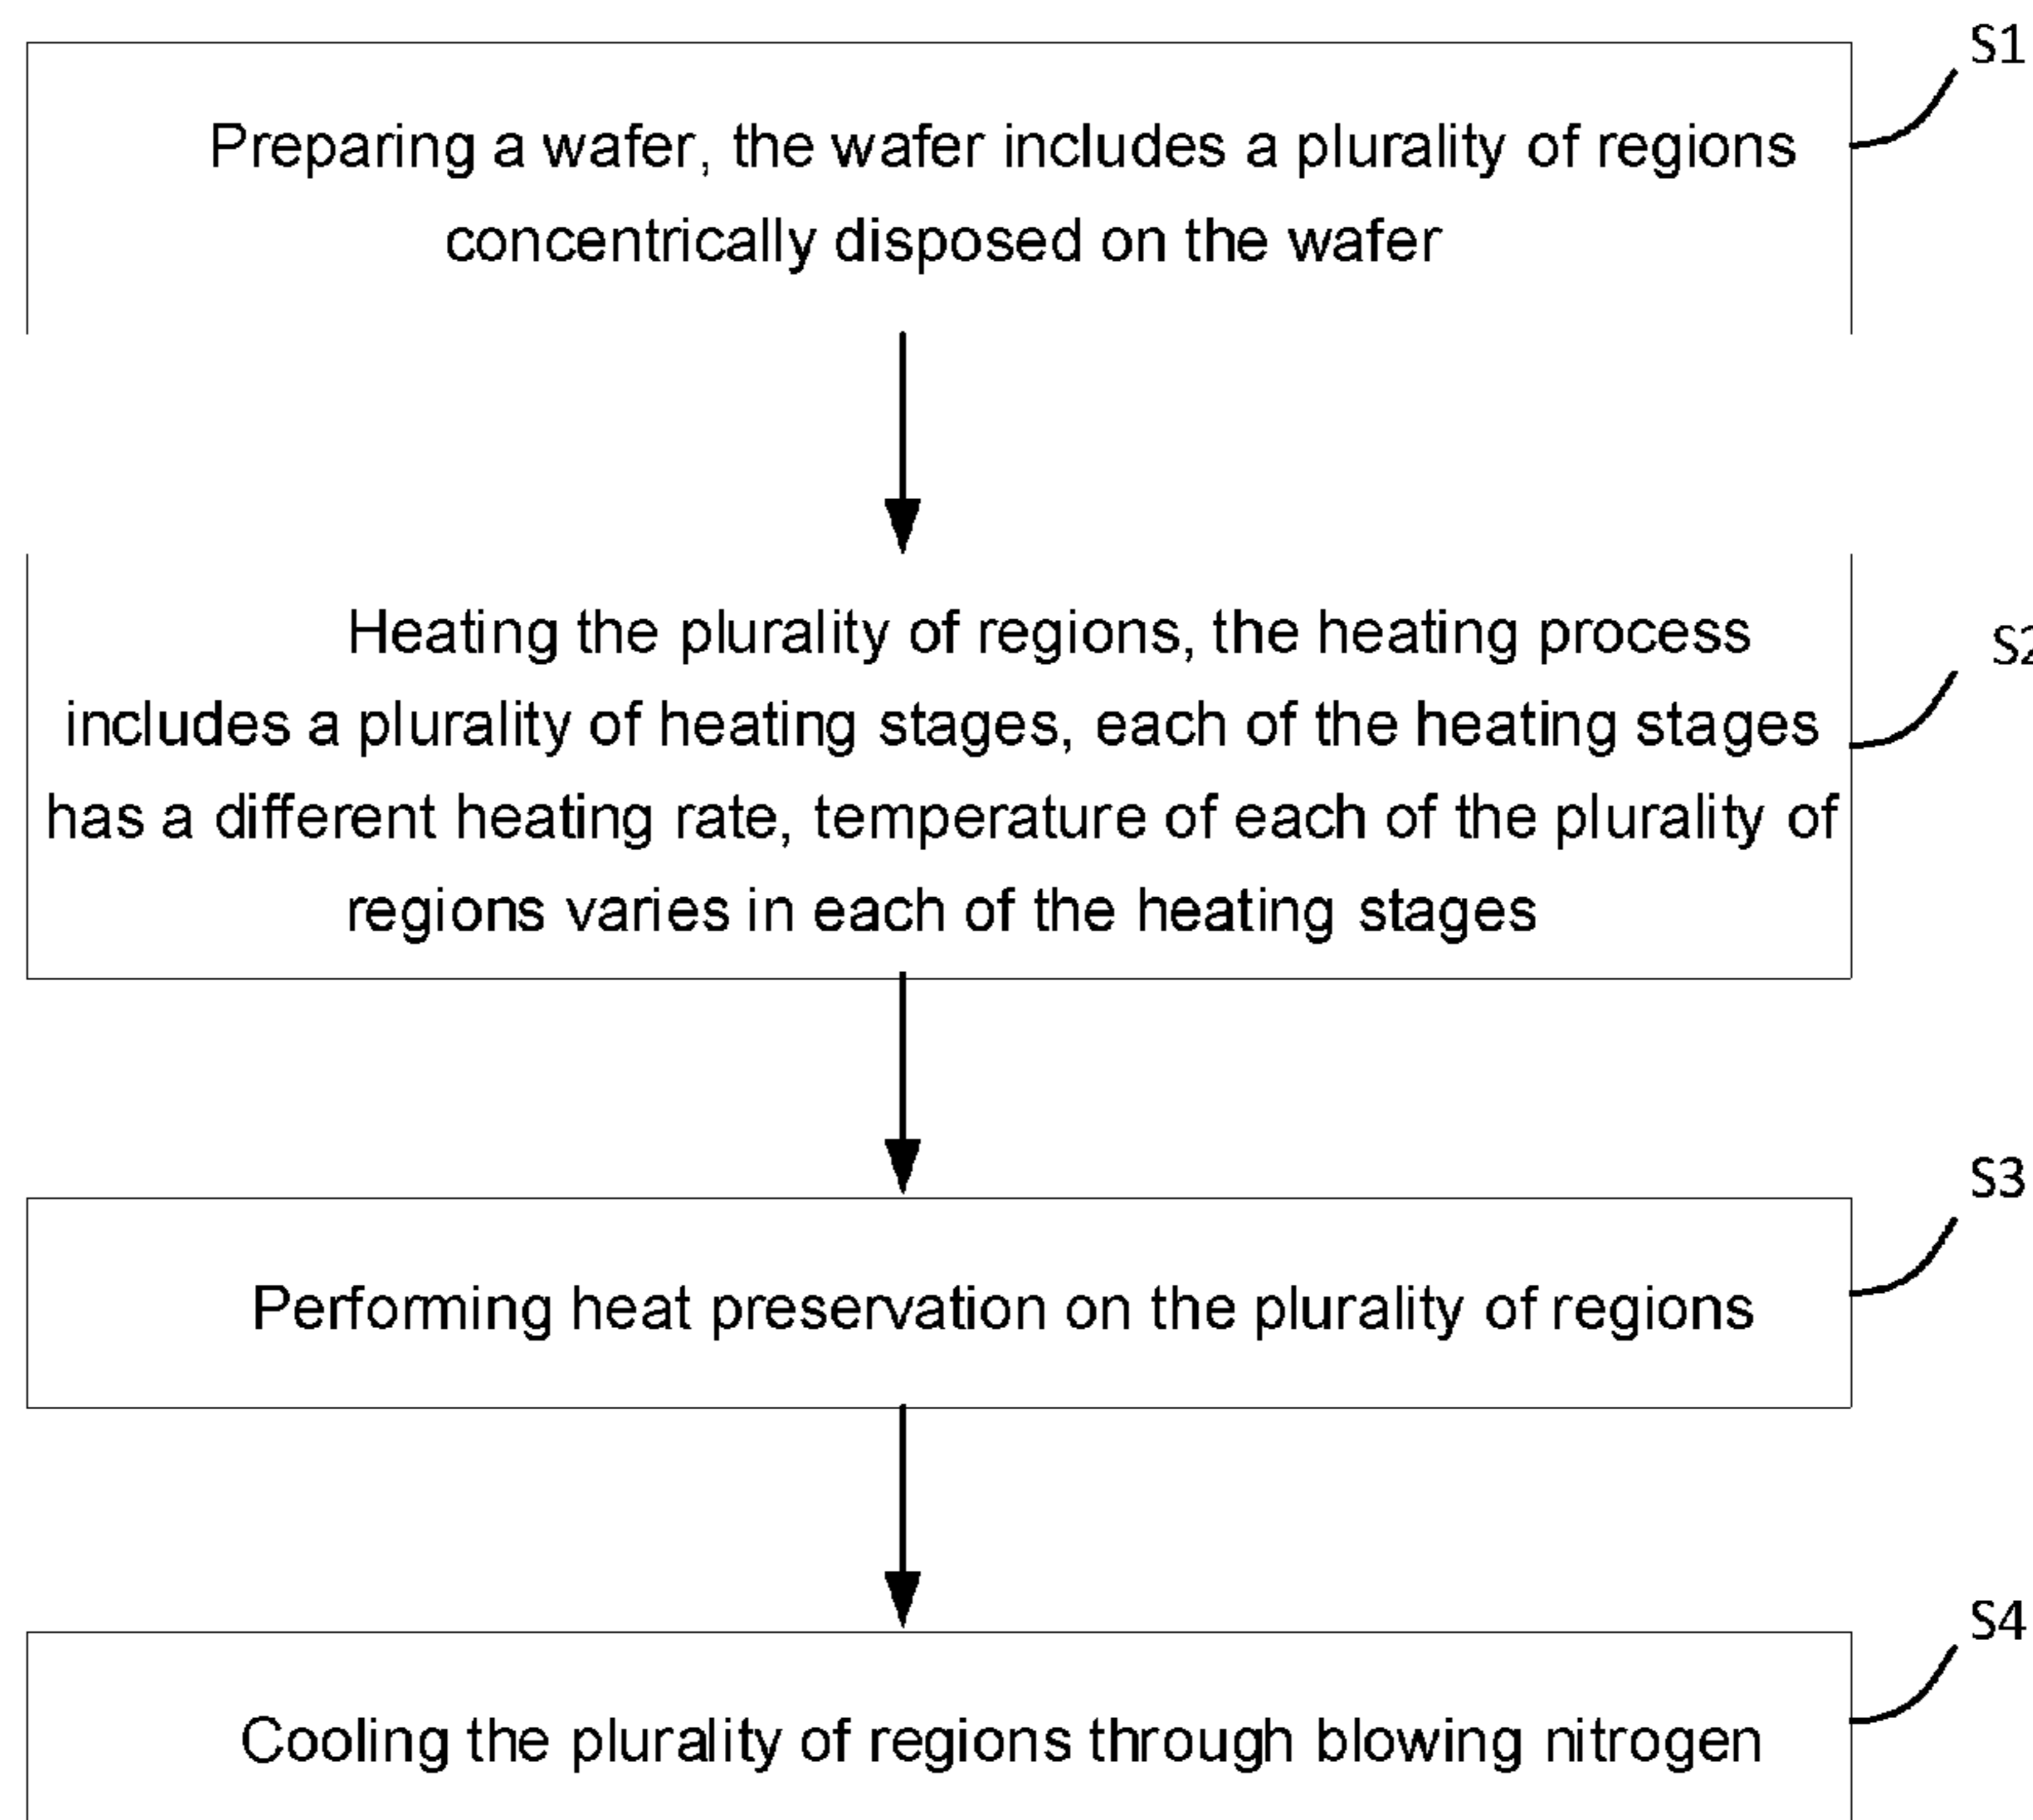 S1
Preparing a wafer, the wafer includes a plurality of regions
concentrically disposed on the wafer
Heating the plurality of regions, the heating process
S2
includes a plurality of heating stages, each of the heating stages
has a different heating rate, temperature of each of the plurality of
regions varies in each of the heating stages
S3
Performing heat preservation on the plurality of regions
S4
Cooling the plurality of regions through blowing nitrogen